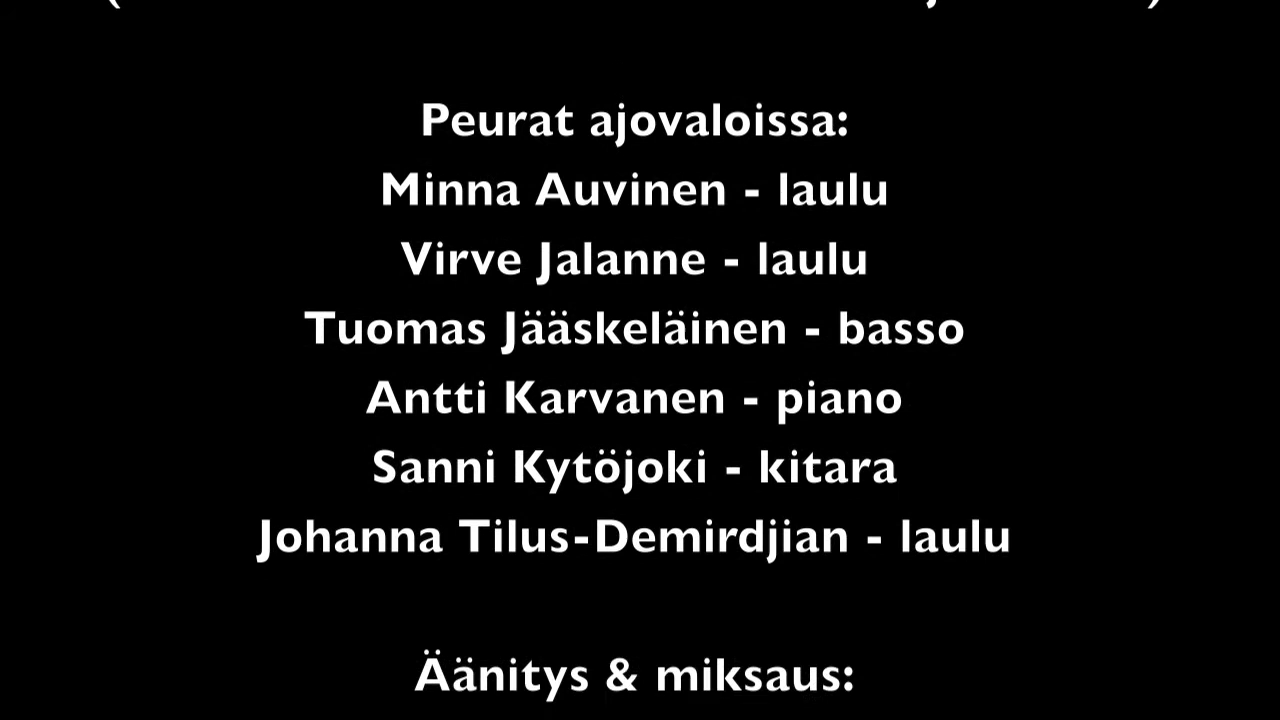 Peurat ajovaloissa:
Minna Auvinen - laulu
Virve Jalanne - laulu
Tuomas Jääskeläinen - basso
Antti Karvanen - piano
Sanni Kytöjoki - kitara
Johanna Tilus-Demirdjian - laulu
Äänitys & miksaus: